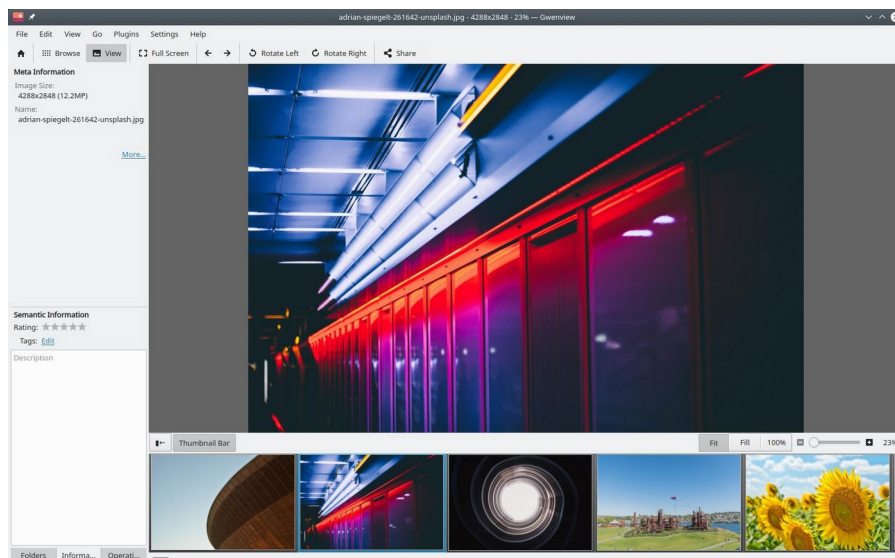 adrian-spiegelt-261642-unsplash.jpg - 4288x2848 - 23% — Gwenview
File Edit View Go Plugins Settings Help
Browse View Full Screen Rotate Left Rotate Right Share
Meta Information
Image Size:
4288x2848 (12.2MP)
Name:
adrian-spiegelt-261642-unsplash.jpg
More...
Semantic Information
Rating:
Tags: Edit
Description
Thumbnail Bar Fit Fill 100% 23%
Folders Informa... Operati...